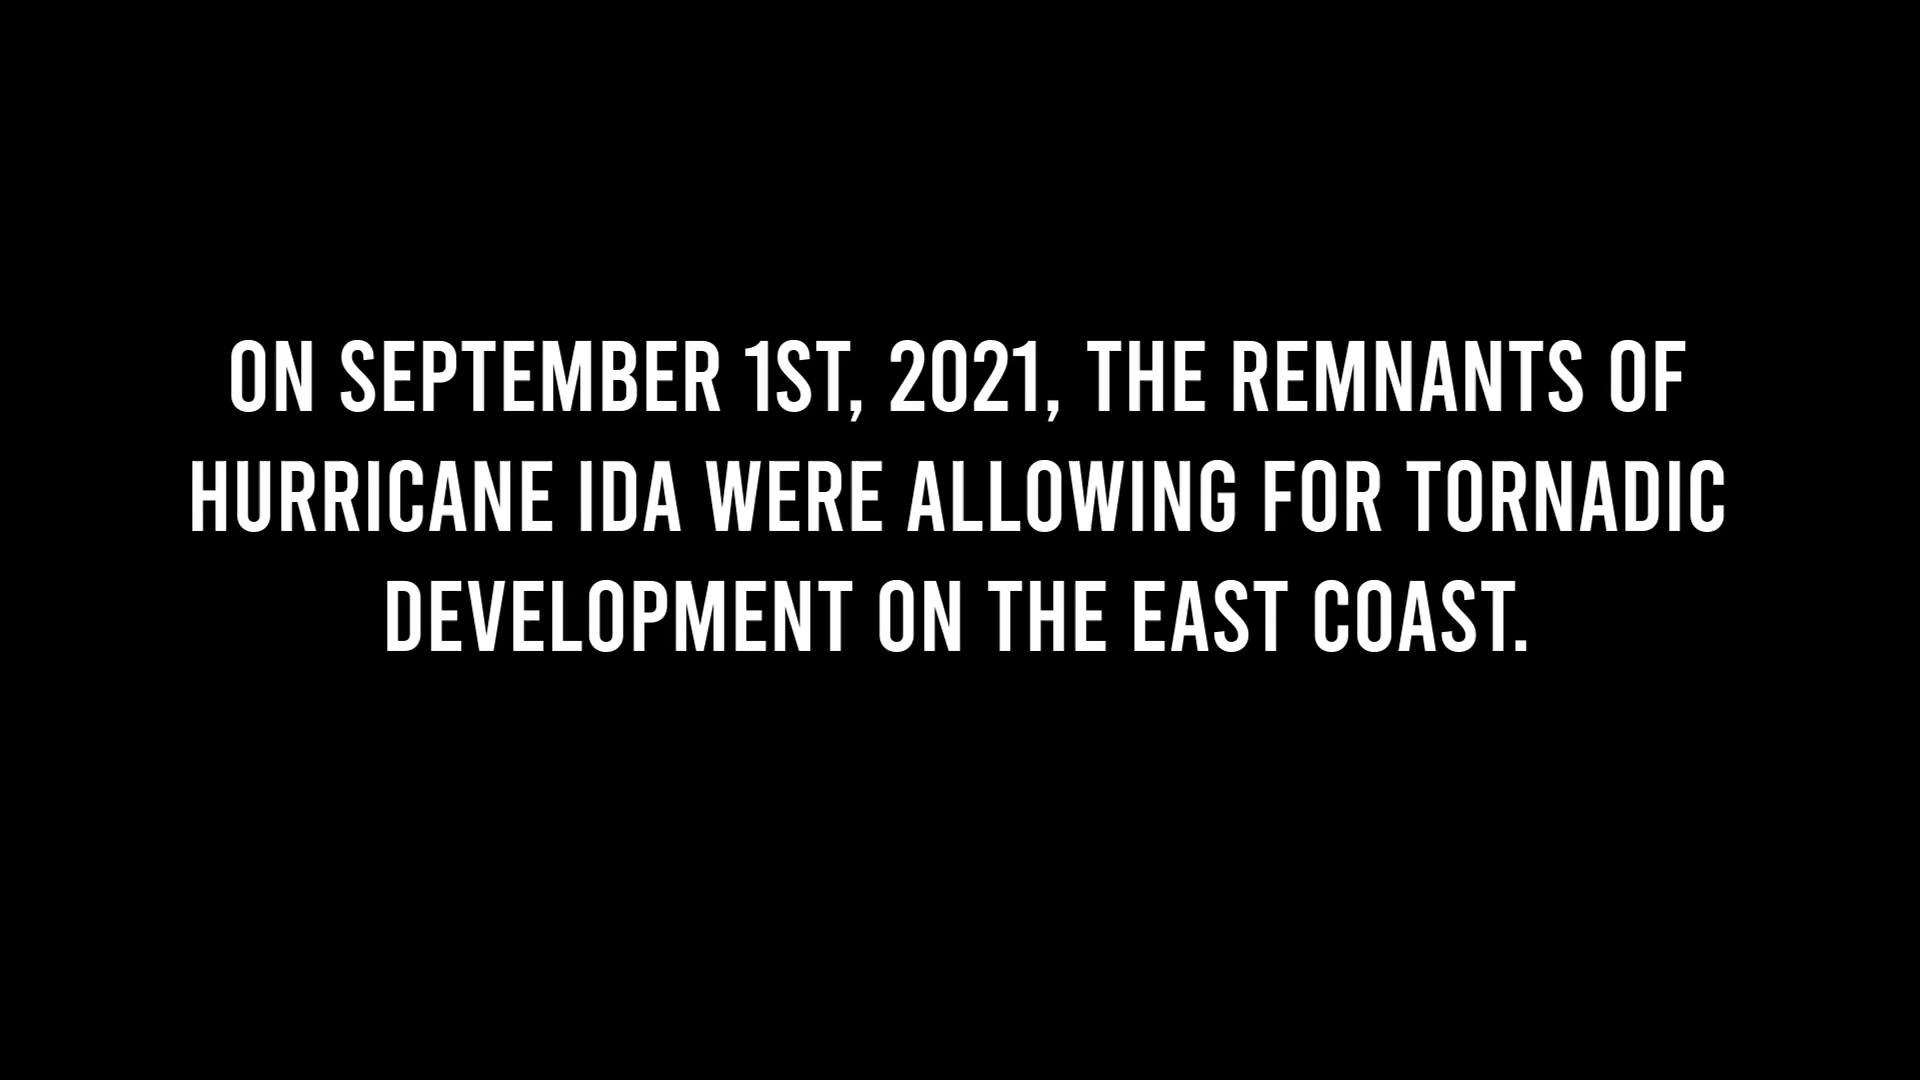 ON SEPTEMBER 1ST, 2021, THE REMNANTS OF
HURRICANE IDA WERE ALLOWING FOR TORNADIC
DEVELOPMENT ON THE EAST COAST.